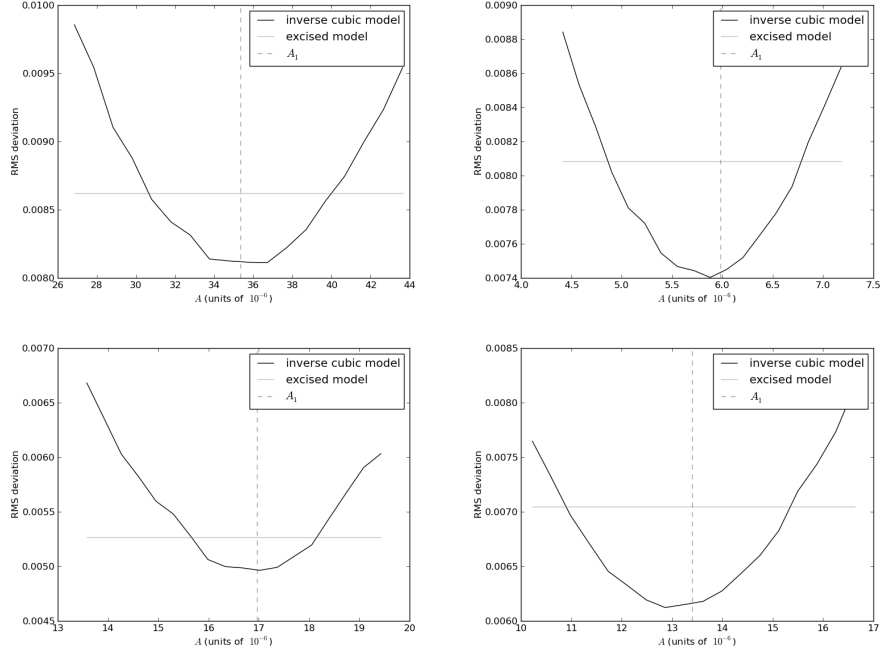 0.0100
0.0095
0.0090
0.0085
0.0080
RMS deviation
26 28 30 32 34 36 38 40 42 44
A (units of 10⁻⁶)
inverse cubic model
excised model
A₁
0.0090
0.0088
0.0086
0.0084
0.0082
0.0080
0.0078
0.0076
0.0074
RMS deviation
4.0 4.5 5.0 5.5 6.0 6.5 7.0 7.5
A (units of 10⁻⁶)
inverse cubic model
excised model
A₁
0.0070
0.0065
0.0060
0.0055
0.0050
0.0045
RMS deviation
13 14 15 16 17 18 19 20
A (units of 10⁻⁶)
inverse cubic model
excised model
A₁
0.0085
0.0080
0.0075
0.0070
0.0065
0.0060
RMS deviation
10 11 12 13 14 15 16 17
A (units of 10⁻⁶)
inverse cubic model
excised model
A₁